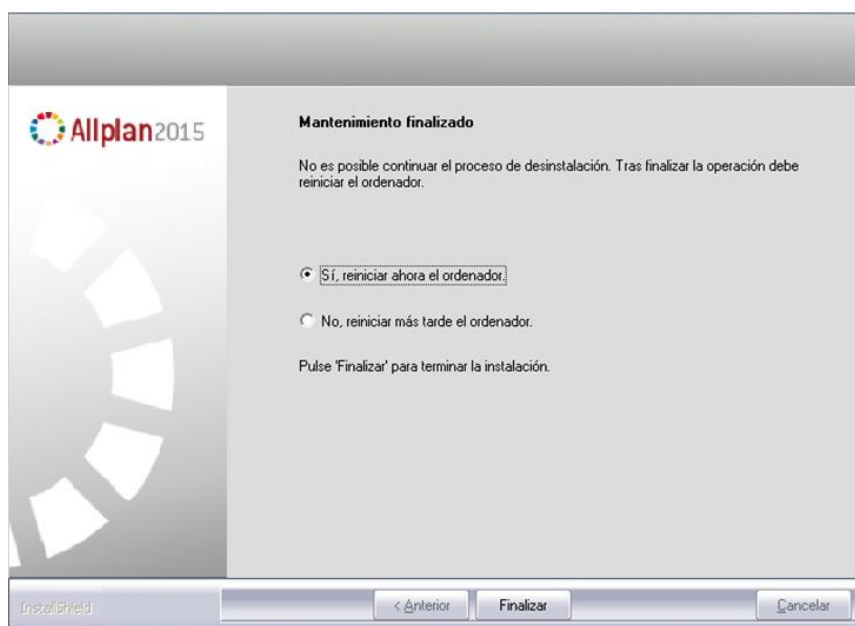 Allplan2015
Mantenimiento finalizado
No es posible continuar el proceso de desinstalación. Tras finalizar la operación debe
reiniciar el ordenador.
Sí, reiniciar ahora el ordenador.
No, reiniciar más tarde el ordenador.
Pulse 'Finalizar' para terminar la instalación.
InstallShield
< Anterior
Finalizar
Cancelar